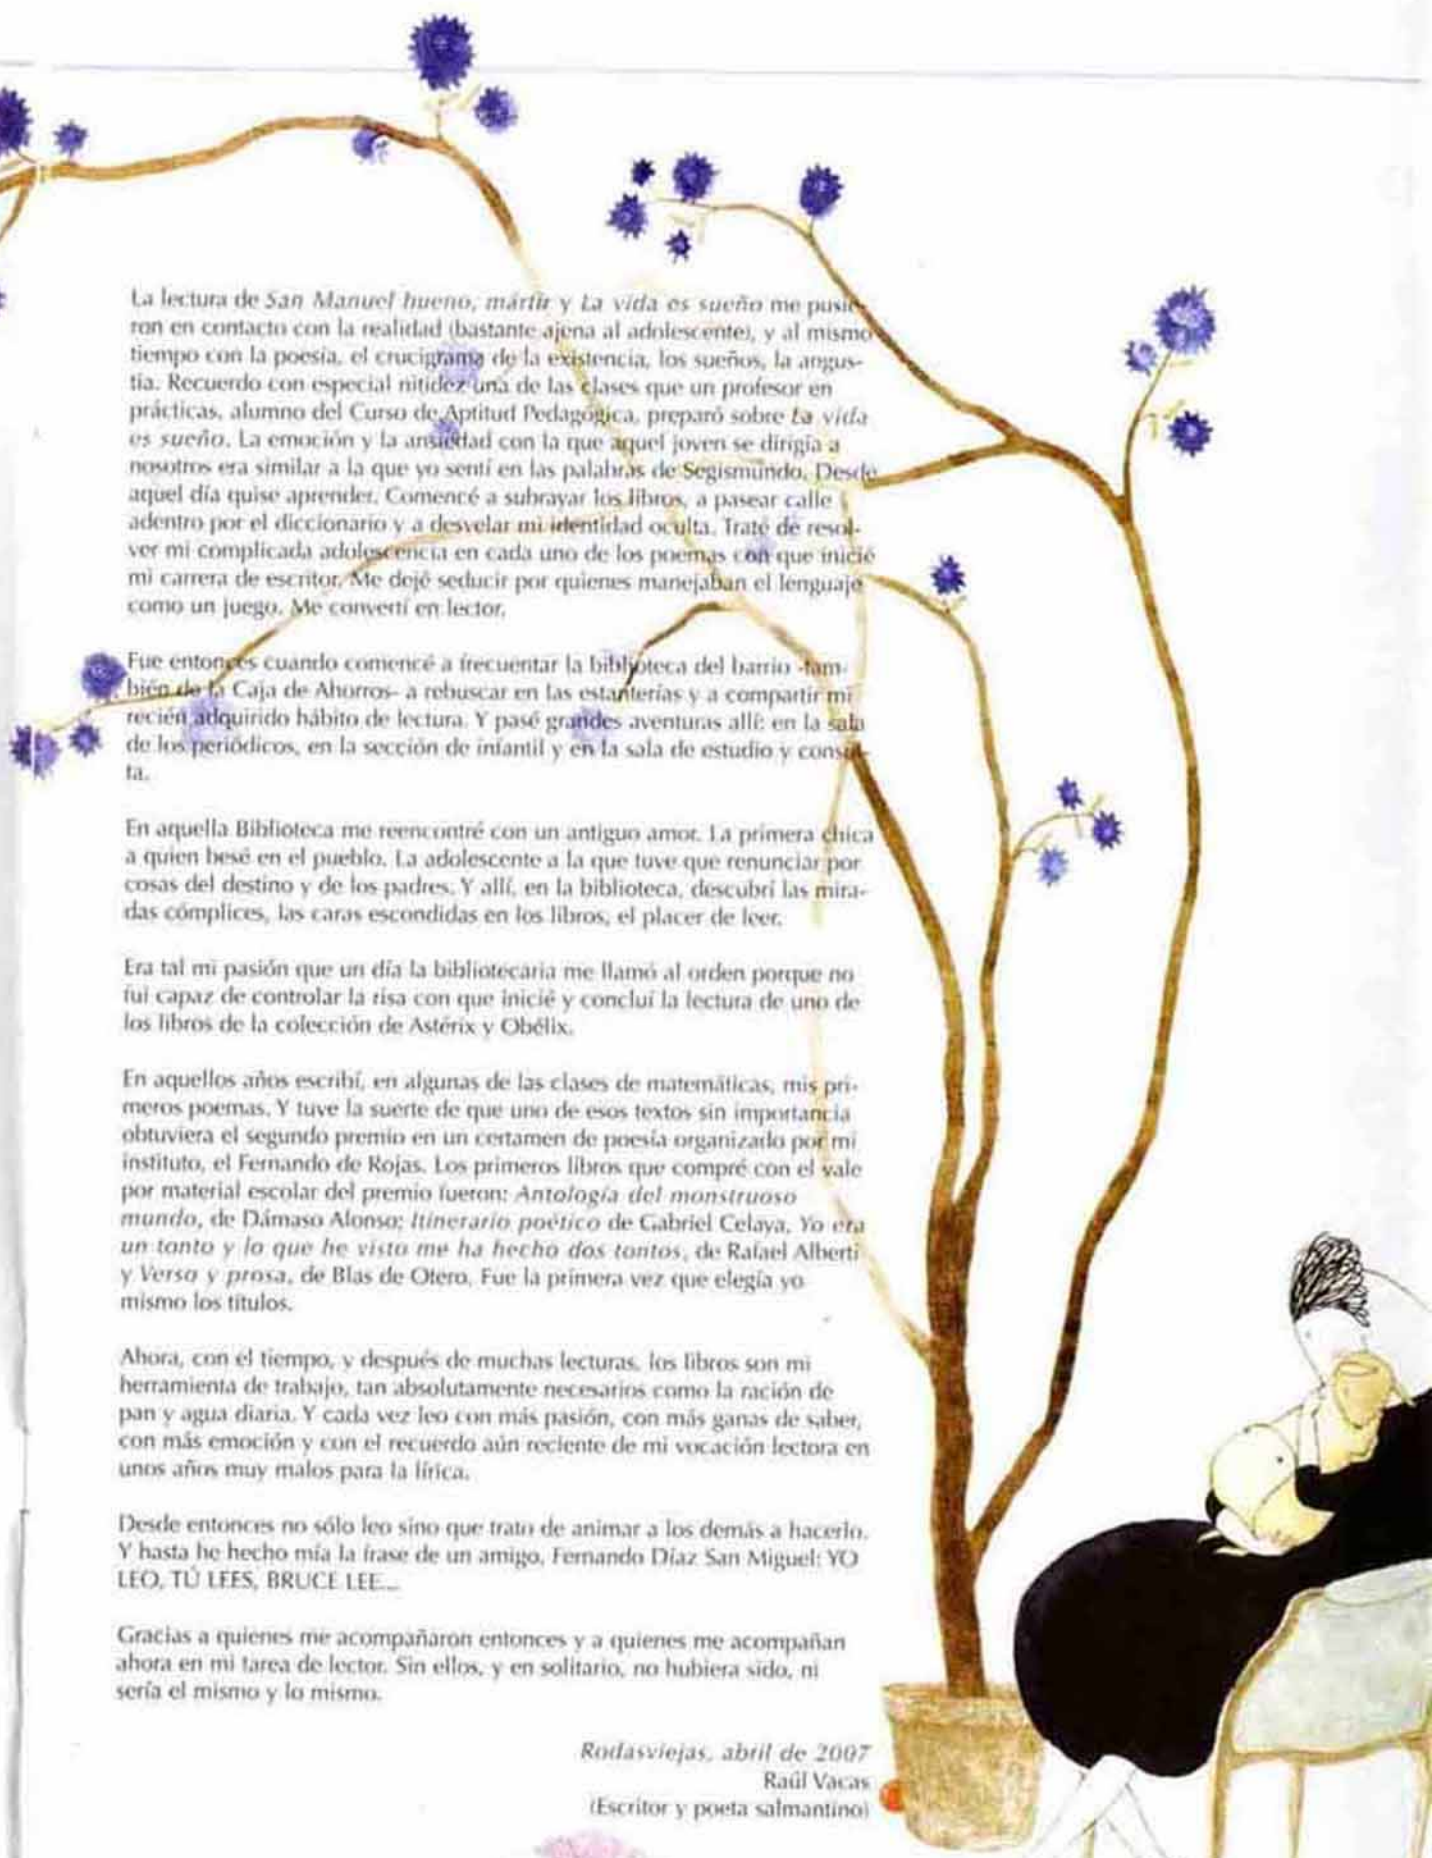 La lectura de San Manuel bueno, mártir y La vida es sueño me pusie-
ron en contacto con la realidad (bastante ajena al adolescente), y al mismo
tiempo con la poesía, el crucigrama de la existencia, los sueños, la angus-
tia. Recuerdo con especial nitidez una de las clases que un profesor en
prácticas, alumno del Curso de Aptitud Pedagógica, preparó sobre La vida
es sueño. La emoción y la ansiedad con la que aquel joven se dirigía a
nosotros era similar a la que yo sentí en las palabras de Segismundo. Desde
aquel día quise aprender. Comencé a subrayar los libros, a pasear calle
adentro por el diccionario y a desvelar mi identidad oculta. Traté de resol-
ver mi complicada adolescencia en cada uno de los poemas con que inicié
mi carrera de escritor. Me dejé seducir por quienes manejaban el lenguaje
como un juego. Me convertí en lector.
Fue entonces cuando comencé a frecuentar la biblioteca del barrio -tam-
bién de la Caja de Ahorros- a rebuscar en las estanterías y a compartir mi
recién adquirido hábito de lectura. Y pasé grandes aventuras allí: en la sala
de los periódicos, en la sección de infantil y en la sala de estudio y consul-
ta.
En aquella Biblioteca me reencontré con un antiguo amor. La primera chica
a quien besé en el pueblo. La adolescente a la que tuve que renunciar por
cosas del destino y de los padres. Y allí, en la biblioteca, descubrí las mira-
das cómplices, las caras escondidas en los libros, el placer de leer.
Era tal mi pasión que un día la bibliotecaria me llamó al orden porque no
fui capaz de controlar la risa con que inicié y concluí la lectura de uno de
los libros de la colección de Astérix y Obélix.
En aquellos años escribí, en algunas de las clases de matemáticas, mis pri-
meros poemas. Y tuve la suerte de que uno de esos textos sin importancia
obtuviera el segundo premio en un certamen de poesía organizado por mi
instituto, el Fernando de Rojas. Los primeros libros que compré con el vale
por material escolar del premio fueron: Antología del monstruoso
mundo, de Dámaso Alonso; Itinerario poético de Gabriel Celaya, Yo era
un tonto y lo que he visto me ha hecho dos tontos, de Rafael Alberti
y Verso y prosa, de Blas de Otero. Fue la primera vez que elegía yo
mismo los títulos.
Ahora, con el tiempo, y después de muchas lecturas, los libros son mi
herramienta de trabajo, tan absolutamente necesarios como la ración de
pan y agua diaria. Y cada vez leo con más pasión, con más ganas de saber,
con más emoción y con el recuerdo aún reciente de mi vocación lectora en
unos años muy malos para la lírica.
Desde entonces no sólo leo sino que trato de animar a los demás a hacerlo.
Y hasta he hecho mía la frase de un amigo, Fernando Díaz San Miguel: YO
LEO, TÚ LEES, BRUCE LEE...
Gracias a quienes me acompañaron entonces y a quienes me acompañan
ahora en mi tarea de lector. Sin ellos, y en solitario, no hubiera sido, ni
sería el mismo y lo mismo.
Rodasviejas, abril de 2007
Raúl Vacas
(Escritor y poeta salmantino)